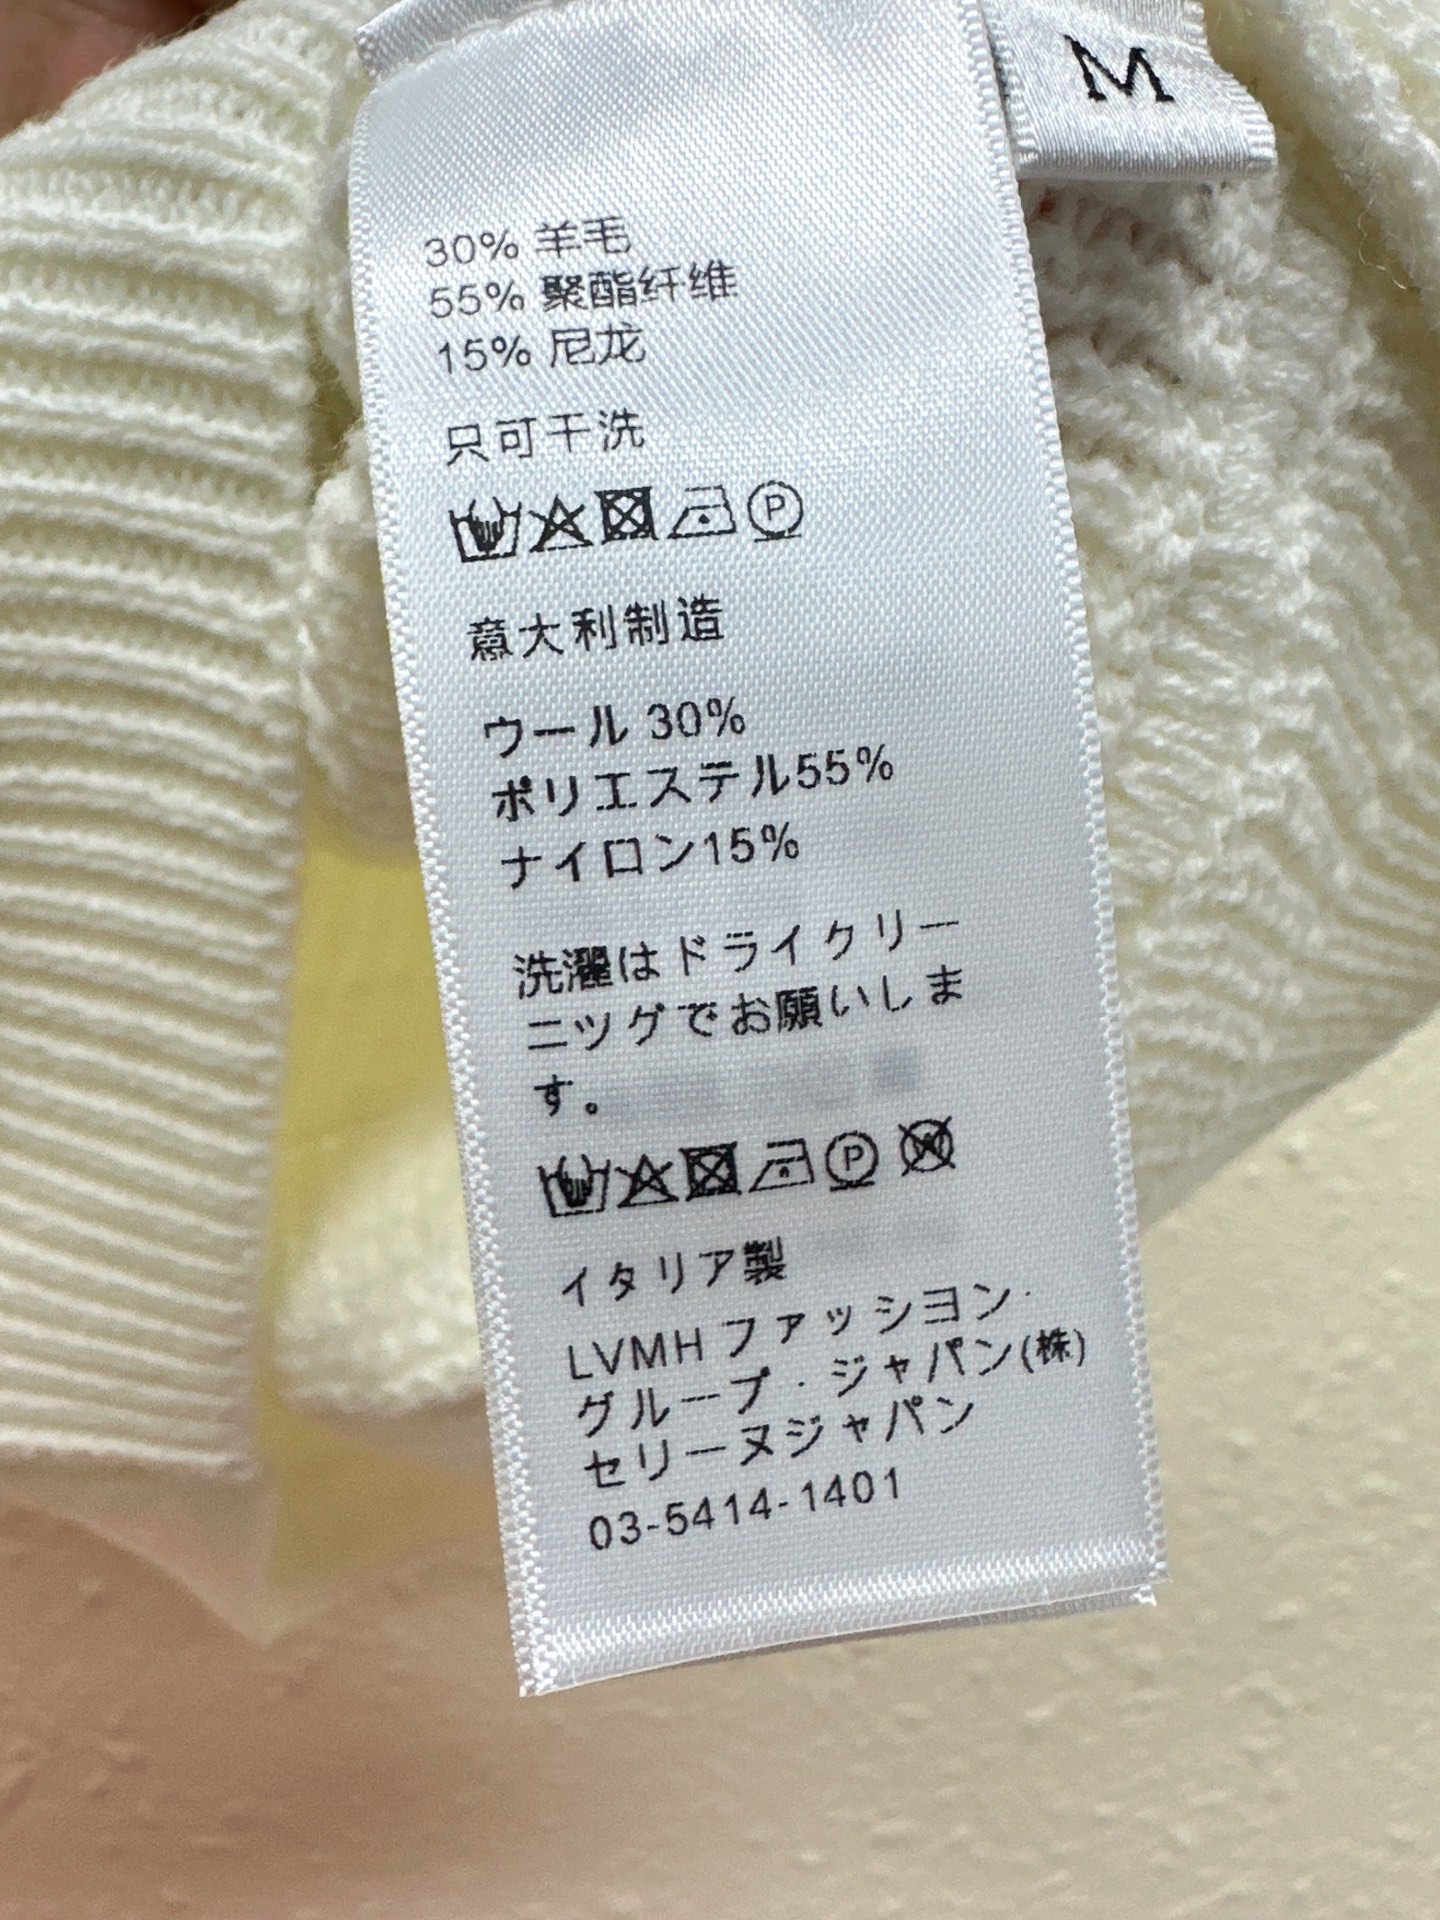 M
30% 羊毛
55% 聚酯纤维
15% 尼龙
只可干洗
P
意大利制造
ウール 30%
ポリエステル55%
ナイロン15%
洗濯はドライクリー
ニツグでお願いしま
す。
P W
イタリア製
LVMH ファッション·
グループ · ジャパン(株)
セリーヌジャパン
03-5414-1401